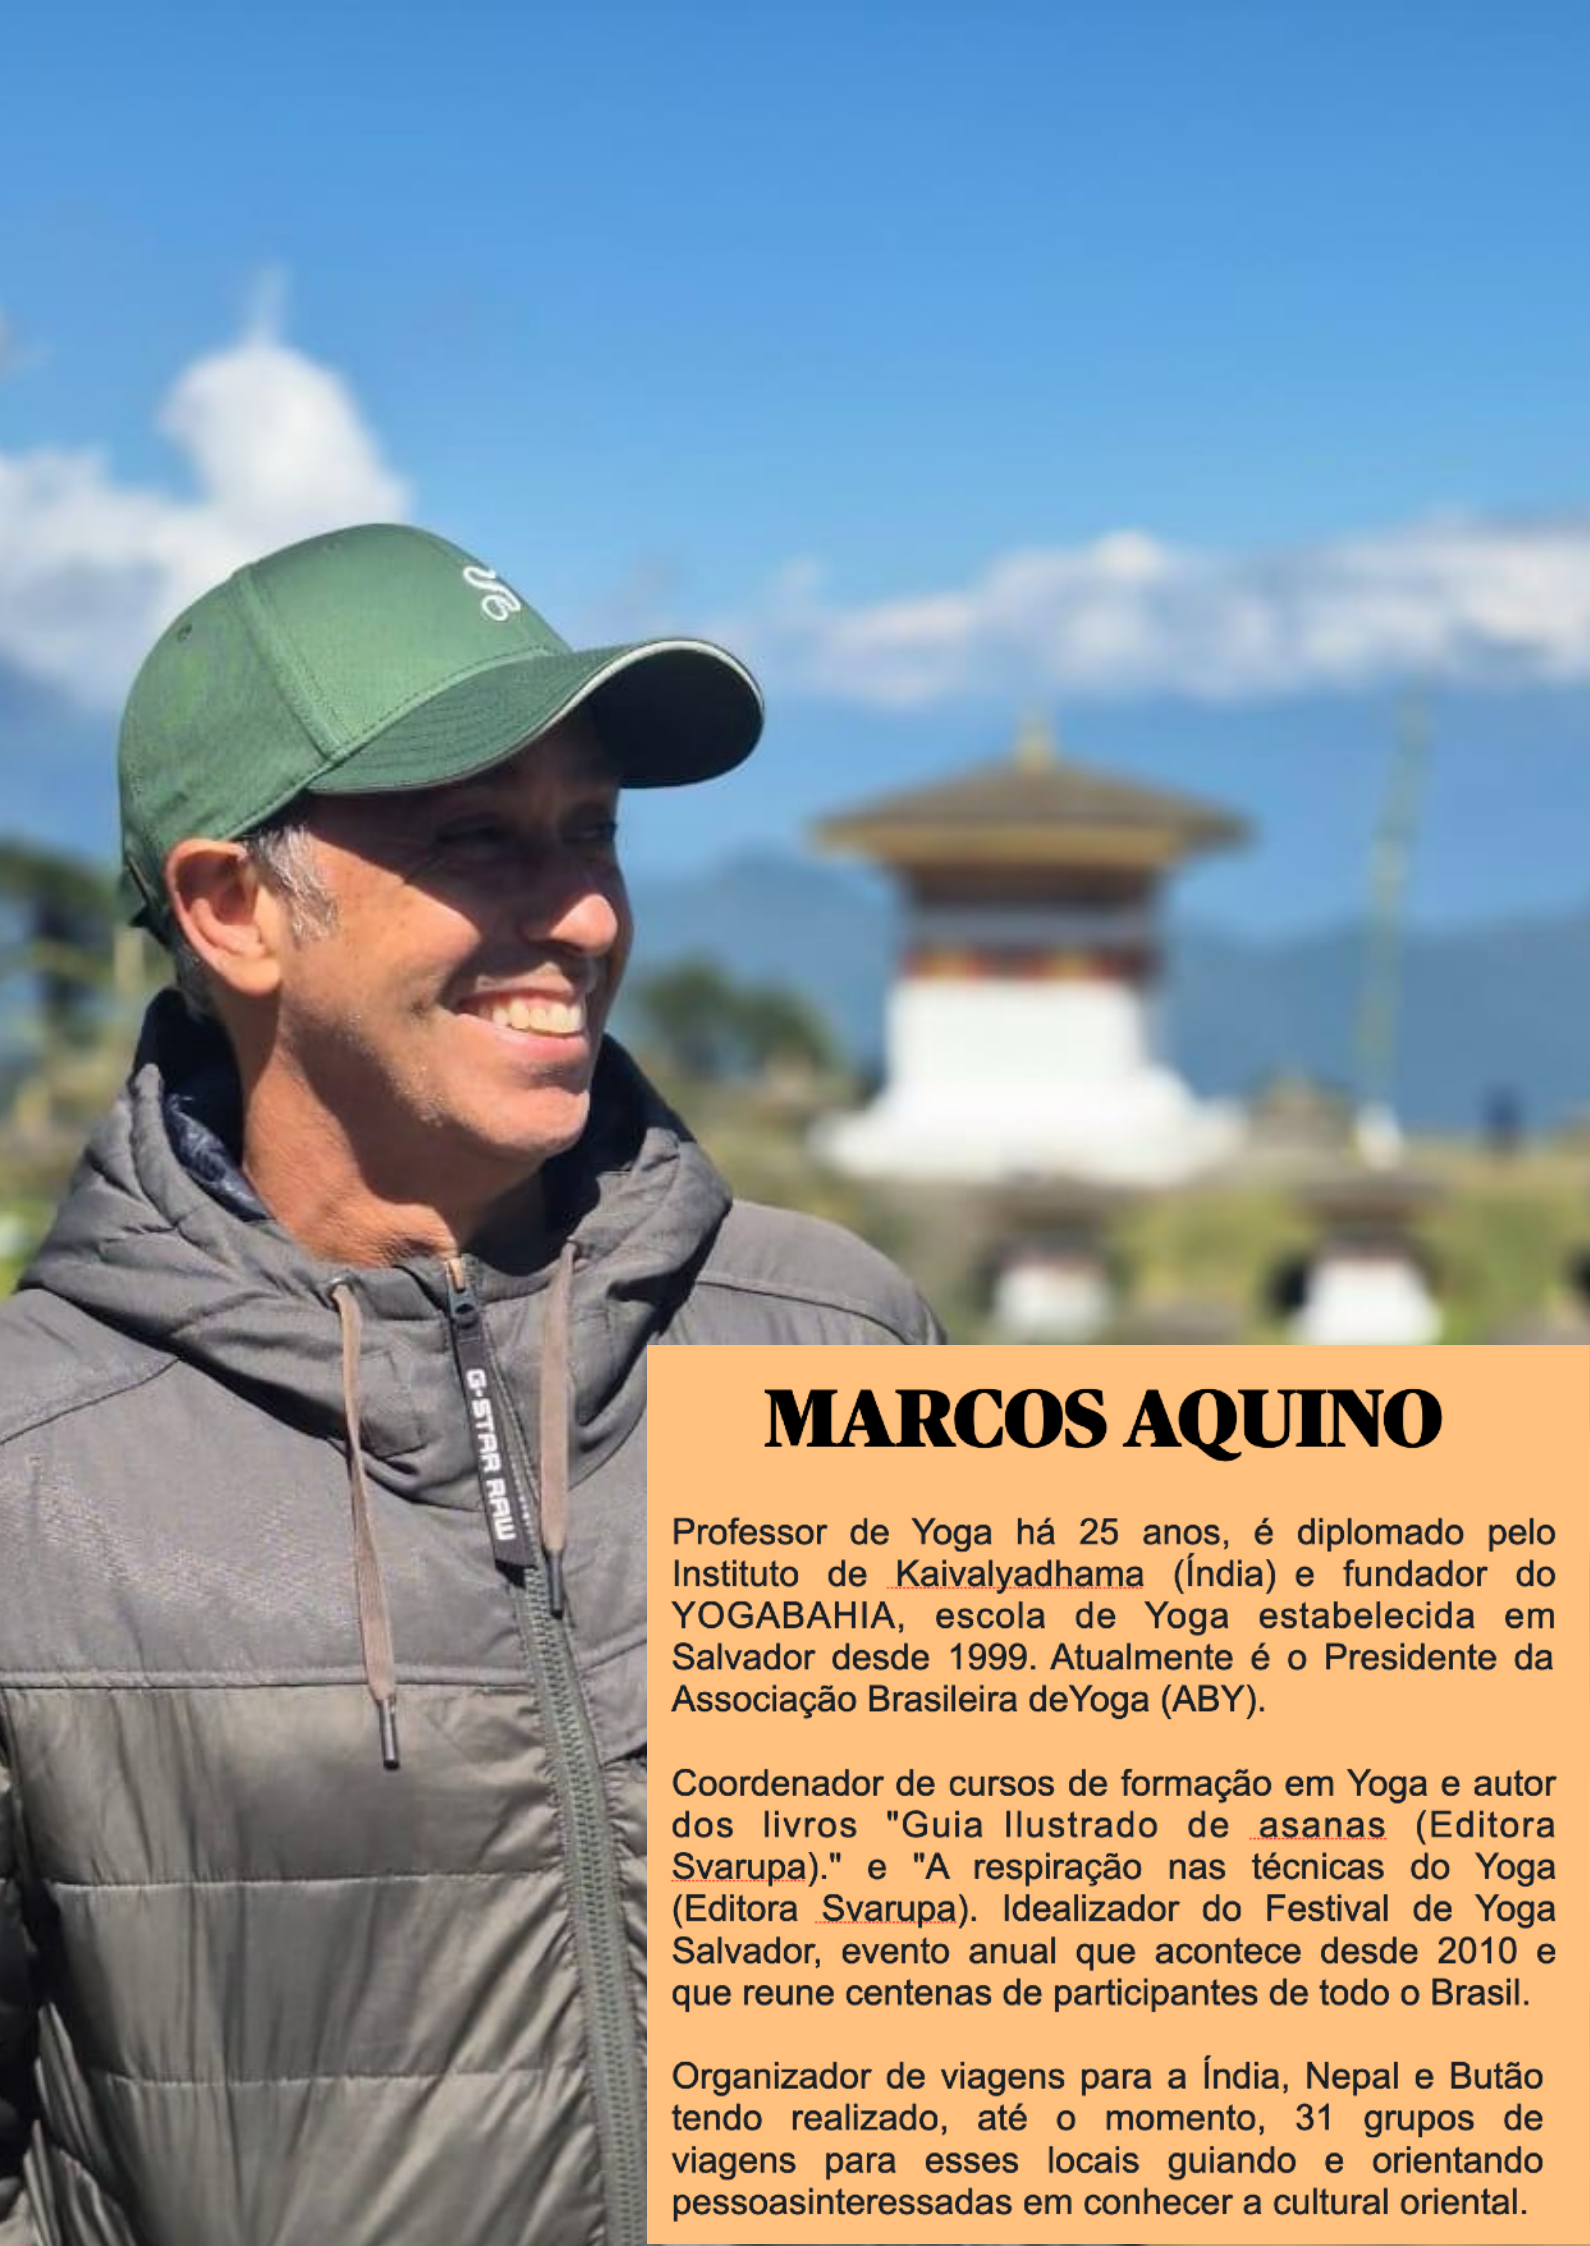 G-STAR RAW
MARCOS AQUINO
Professor de Yoga há 25 anos, é diplomado pelo
Instituto de Kaivalyadhama (Índia) e fundador do
YOGABAHIA, escola de Yoga estabelecida em
Salvador desde 1999. Atualmente é o Presidente da
Associação Brasileira deYoga (ABY).
Coordenador de cursos de formação em Yoga e autor
dos livros "Guia Ilustrado de asanas (Editora
Svarupa)." e "A respiração nas técnicas do Yoga
(Editora Svarupa). Idealizador do Festival de Yoga
Salvador, evento anual que acontece desde 2010 e
que reune centenas de participantes de todo o Brasil.
Organizador de viagens para a Índia, Nepal e Butão
tendo realizado, até o momento, 31 grupos de
viagens para esses locais guiando e orientando
pessoasinteressadas em conhecer a cultural oriental.